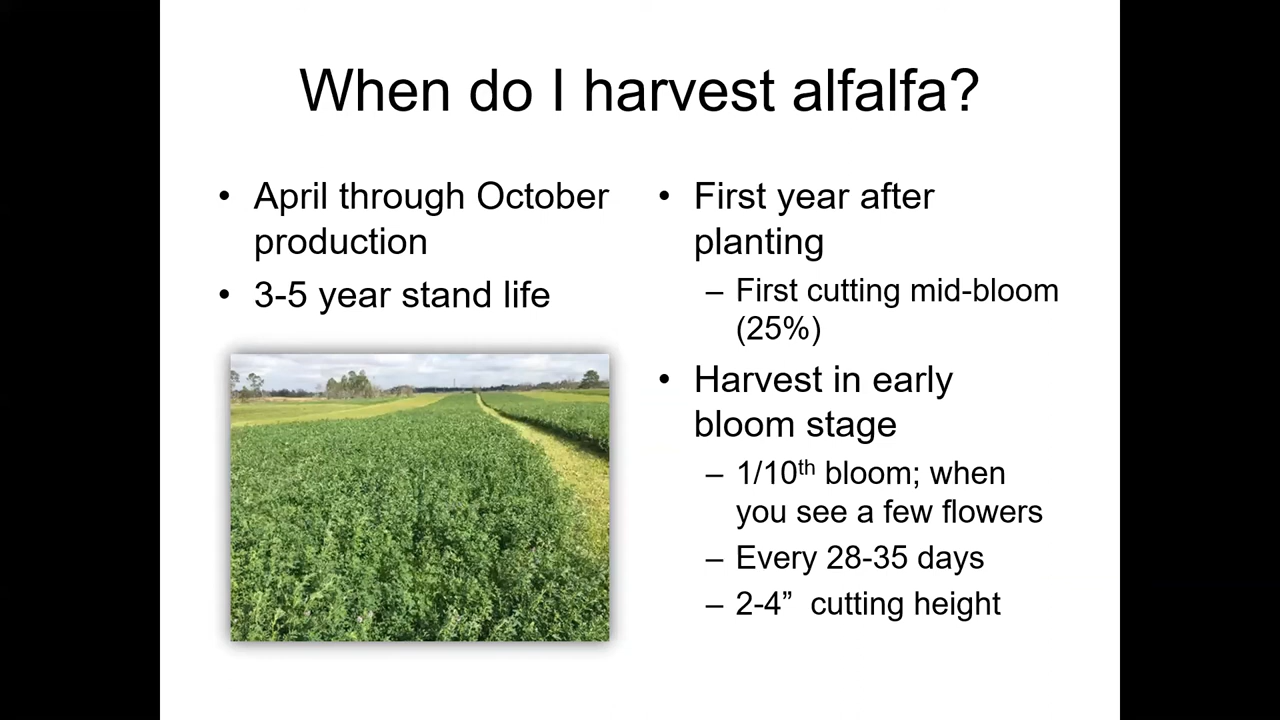 When do I harvest alfalfa?
• April through October
production
• 3-5 year stand life
• First year after
planting
– First cutting mid-bloom
(25%)
• Harvest in early
bloom stage
– 1/10th bloom; when
you see a few flowers
– Every 28-35 days
– 2-4”  cutting height